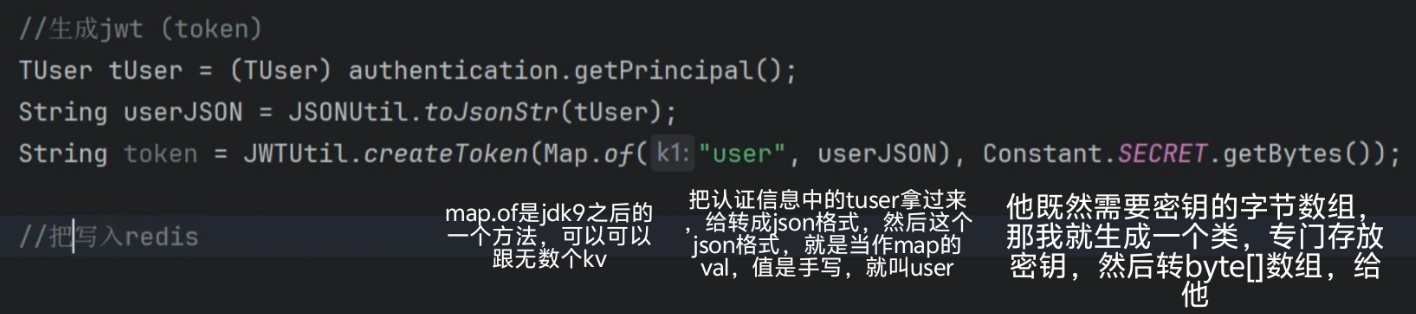 //生成jwt (token)
TUser tUser = (TUser) authentication.getPrincipal();
String userJSON = JSONUtil.toJsonStr(tUser);
String token = JWTUtil.createToken(Map.of( k1: "user", userJSON), Constant.SECRET.getBytes());
//把写入redis
map.of是jdk9之后的
一个方法，可以可以
跟无数个kv
把认证信息中的tuser拿过来
，给转成json格式，然后这个
json格式，就是当作map的
val，值是手写，就叫user
他既然需要密钥的字节数组，
那我就生成一个类，专门存放
密钥，然后转byte[]数组，给
他